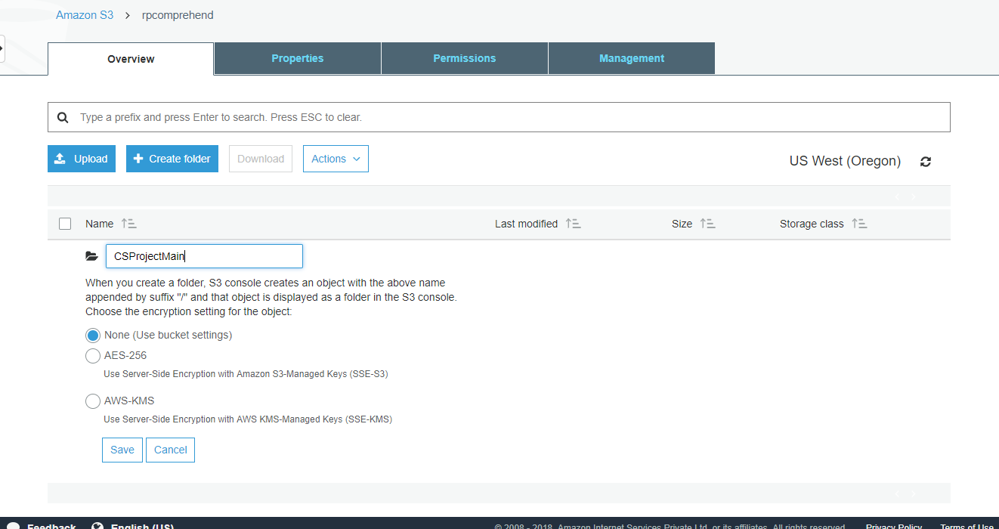 Amazon S3 > rpcomprehend
Overview Properties Permissions Management
Type a prefix and press Enter to search. Press ESC to clear.
Upload Create folder Download Actions US West (Oregon)
Name Last modified Size Storage class
CSProjectMain
When you create a folder, S3 console creates an object with the above name
appended by suffix "/" and that object is displayed as a folder in the S3 console.
Choose the encryption setting for the object:
None (Use bucket settings)
AES-256
Use Server-Side Encryption with Amazon S3-Managed Keys (SSE-S3)
AWS-KMS
Use Server-Side Encryption with AWS KMS-Managed Keys (SSE-KMS)
Save Cancel
Feedback English (US) © 2008 - 2018, Amazon Internet Services Private Ltd. or its affiliates. All rights reserved. Privacy Policy Terms of Use